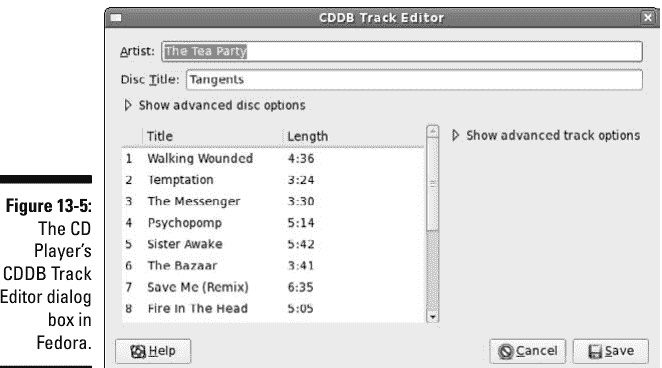 CDDB Track Editor
Artist: The Tea Party
Disc Title: Tangents
Show advanced disc options
Title Length
Show advanced track options
1 Walking Wounded 4:36
2 Temptation 3:24
3 The Messenger 3:30
4 Psychopomp 5:14
5 Sister Awake 5:42
6 The Bazaar 3:41
7 Save Me (Remix) 6:35
8 Fire In The Head 5:05
Help Cancel Save
Figure 13-5:
The CD
Player's
CDDB Track
Editor dialog
box in
Fedora.